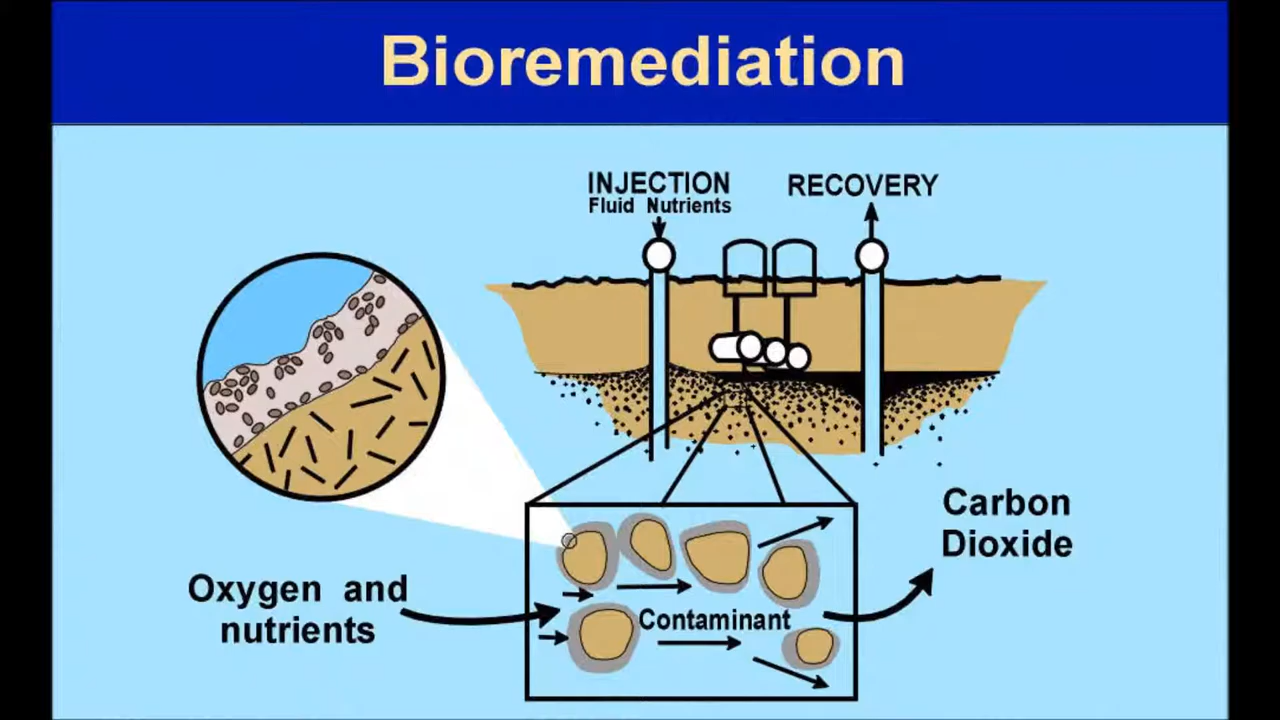 Bioremediation
INJECTION
Fluid Nutrients
RECOVERY
Carbon
Dioxide
Oxygen and
nutrients
Contaminant